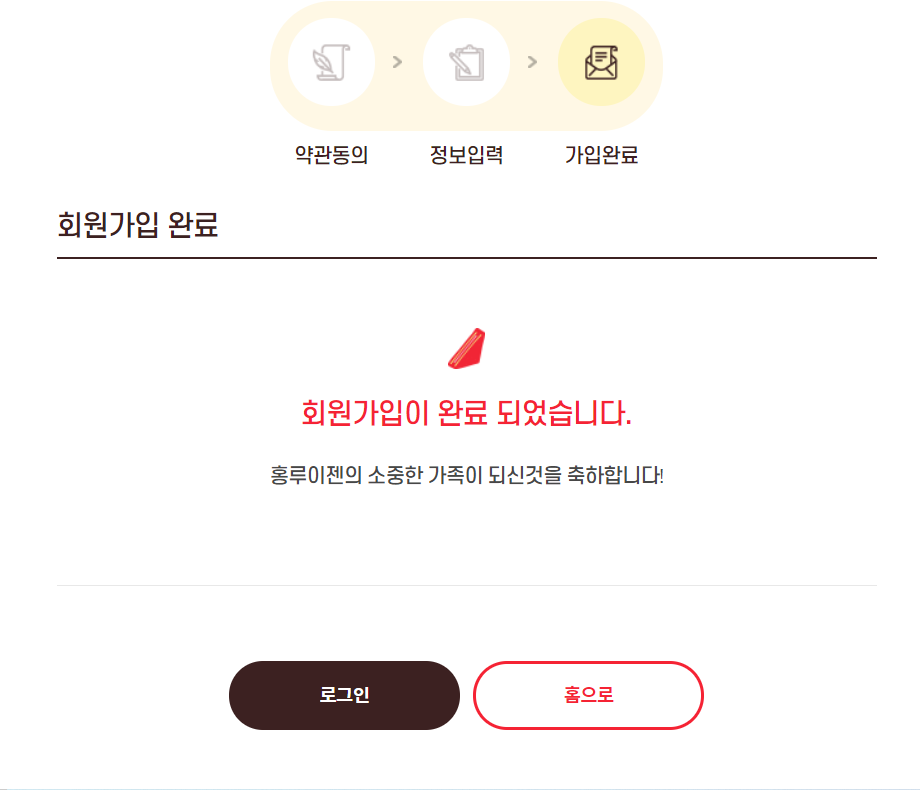 약관동의
정보입력
가입완료
회원가입 완료
회원가입이 완료 되었습니다.
홍루이젠의 소중한 가족이 되신것을 축하합니다!
로그인
홈으로